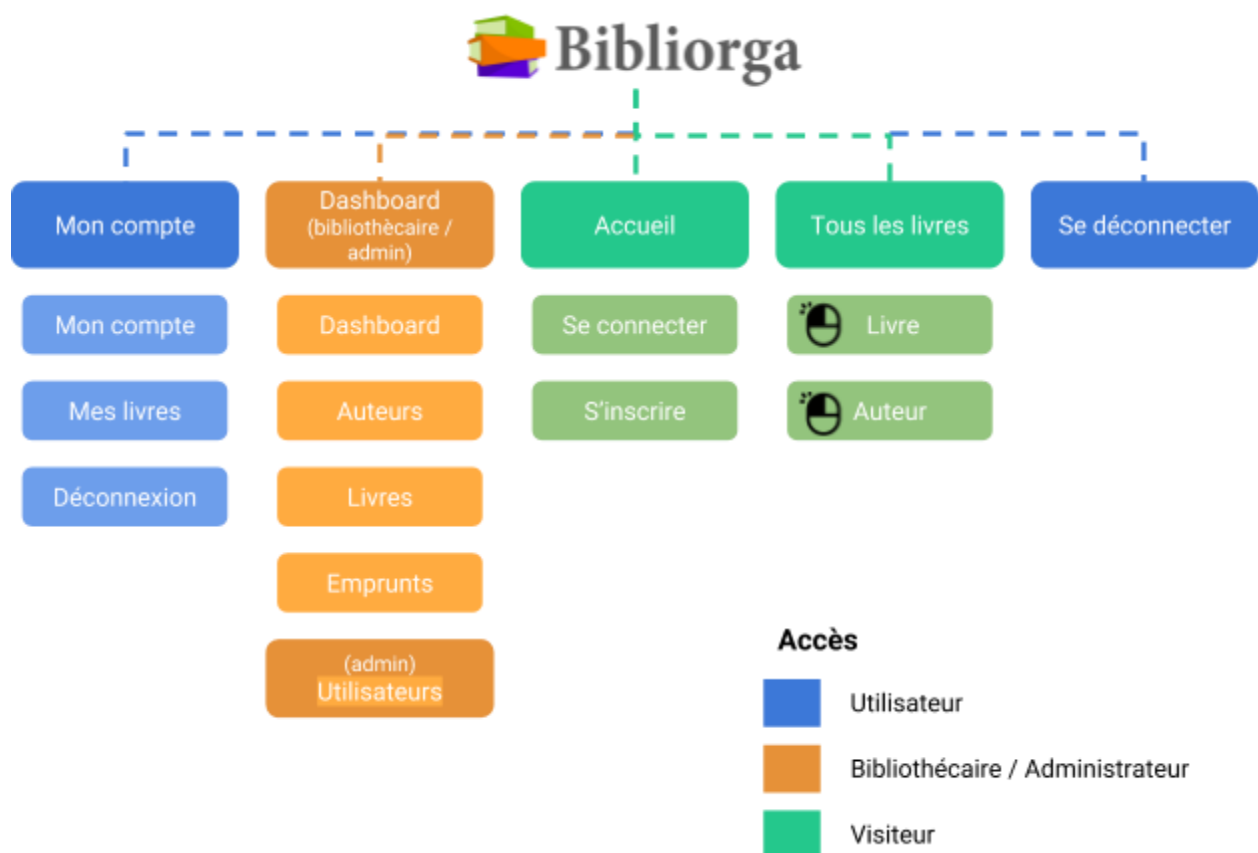 Bibliorga
Mon compte
Dashboard
(bibliothècaire /
admin)
Accueil
Tous les livres
Se déconnecter
Mon compte
Dashboard
Se connecter
Livre
Mes livres
Auteurs
S'inscrire
Auteur
Déconnexion
Livres
Emprunts
(admin)
Utilisateurs
Accès
Utilisateur
Bibliothécaire / Administrateur
Visiteur